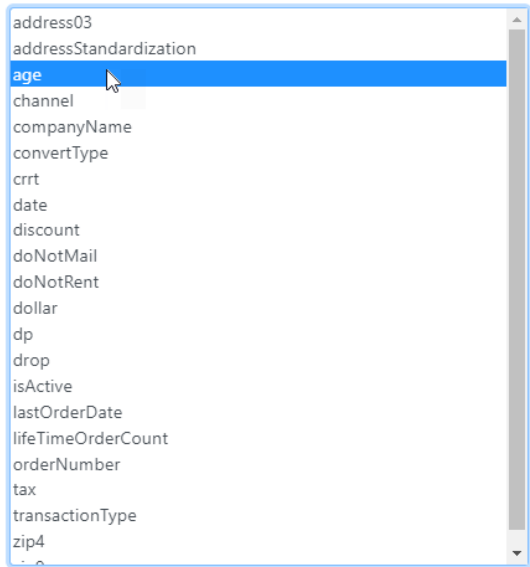 address03
addressStandardization
age
channel
companyName
convertType
crrt
date
discount
doNotMail
doNotRent
dollar
dp
drop
isActive
lastOrderDate
lifeTimeOrderCount
orderNumber
tax
transactionType
zip4